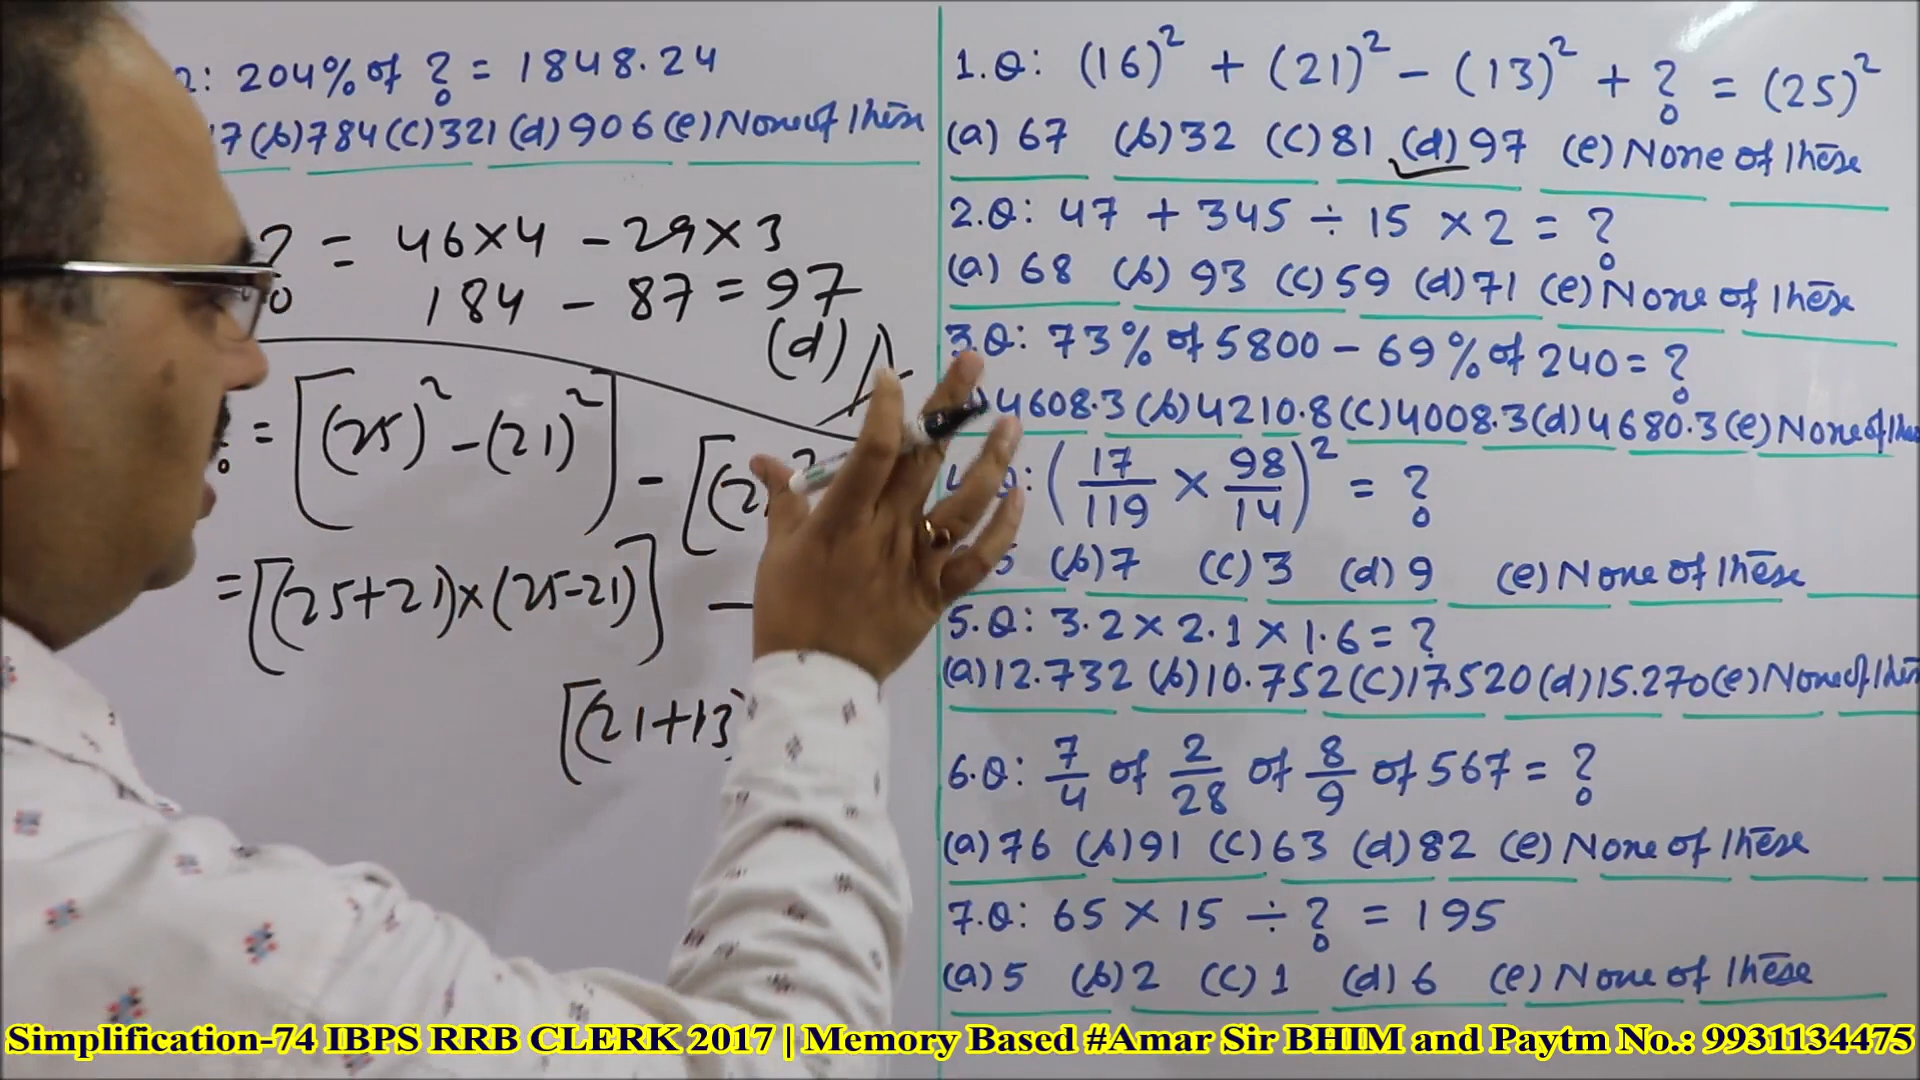 : 204% of ? = 1848.24
7 (b) 784 (c) 321 (d) 906 (e) None of these
? = 46×4 - 29×3
184 - 87 = 97
(d)
= [(25)² - (21)²] - [(2
= [(25+21)×(25-21)] -
[(21+13)
1.Q: (16)² + (21)² - (13)² + ? = (25)²
(a) 67 (b) 32 (c) 81 (d) 97 (e) None of these
2.Q: 47 + 345 ÷ 15 × 2 = ?
(a) 68 (b) 93 (c) 59 (d) 71 (e) None of these
3.Q: 73% of 5800 - 69% of 240 = ?
4608.3 (b) 4210.8 (c) 4008.3 (d) 4680.3 (e) None of
Q: (17/119 × 98/14)² = ?
5 (b) 7 (c) 3 (d) 9 (e) None of these
5.Q: 3.2 × 2.1 × 1.6 = ?
(a) 12.732 (b) 10.752 (c) 17.520 (d) 15.270 (e) None of
6.Q: 7/4 of 2/28 of 8/9 of 567 = ?
(a) 76 (b) 91 (c) 63 (d) 82 (e) None of these
7.Q: 65 × 15 ÷ ? = 195
(a) 5 (b) 2 (c) 1 (d) 6 (e) None of these
Simplification-74 IBPS RRB CLERK 2017 | Memory Based #Amar Sir BHIM and Paytm No.: 9931134475